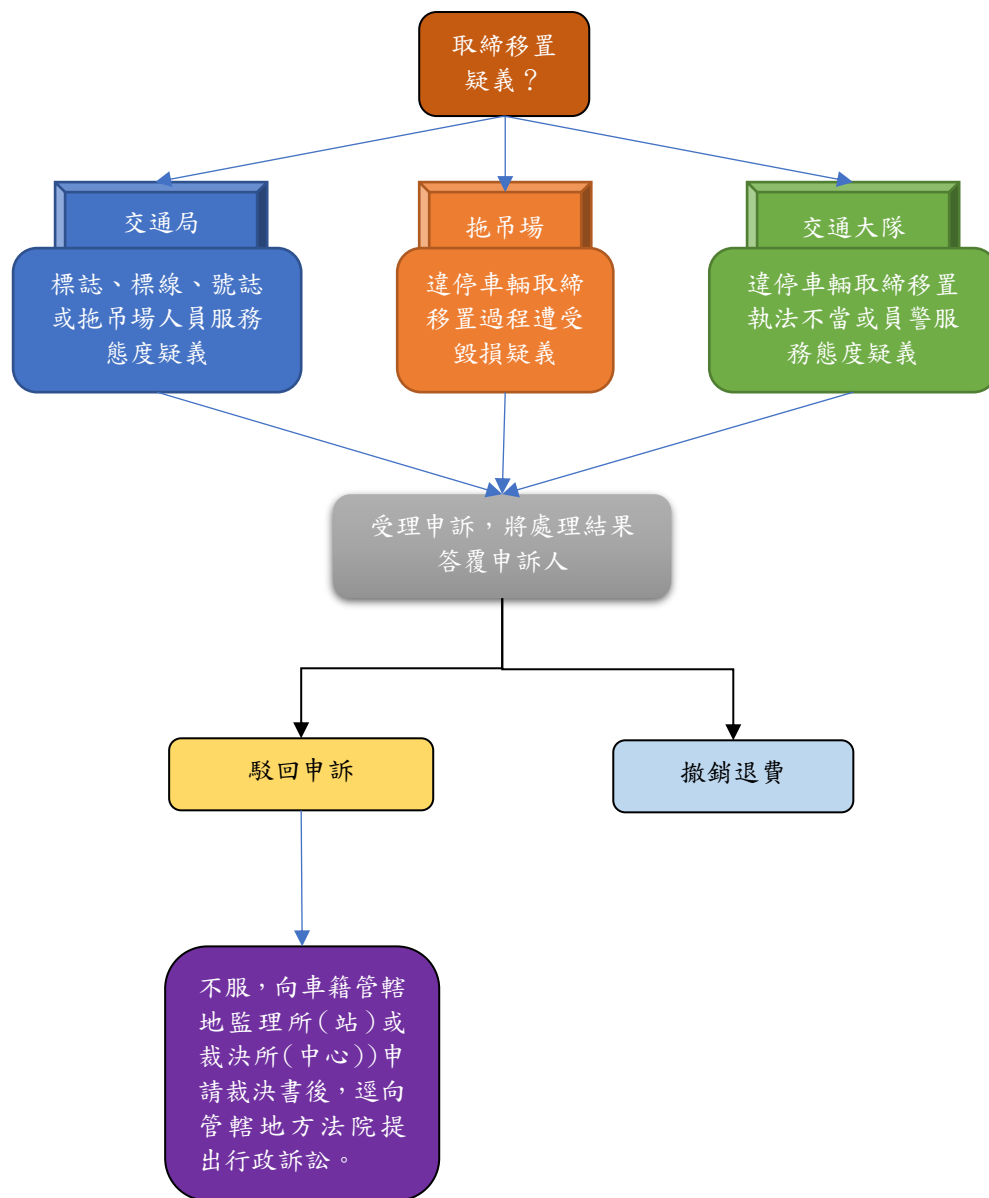 取締移置
疑義？
交通局
標誌、標線、號誌
或拖吊場人員服務
態度疑義
拖吊場
違停車輛取締
移置過程遭受
毀損疑義
交通大隊
違停車輛取締移置
執法不當或員警服
務態度疑義
受理申訴，將處理結果
答覆申訴人
駁回申訴
撤銷退費
不服，向車籍管轄
地監理所(站)或
裁決所(中心))申
請裁決書後，逕向
管轄地方法院提
出行政訴訟。